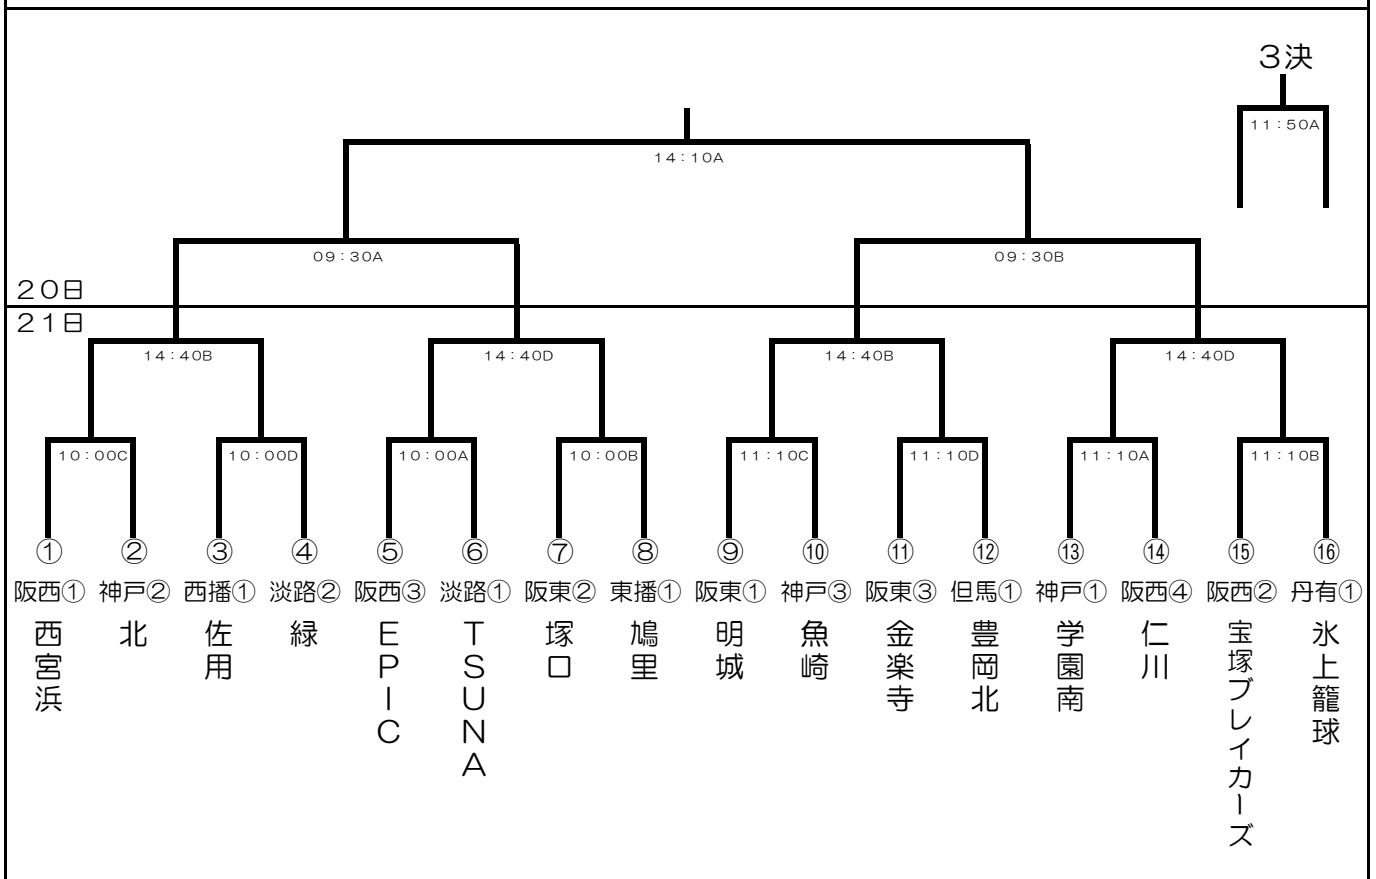 ３決
１１：５０A
１４：１０A
０９：３０A
０９：３０B
２０日
２１日
１４：４０B
１４：４０D
１４：４０B
１４：４０D
１０：００C
１０：００D
１０：００A
１０：００B
１１：１０C
１１：１０D
１１：１０A
１１：１０B
① ② ③ ④ ⑤ ⑥ ⑦ ⑧ ⑨ ⑩ ⑪ ⑫ ⑬ ⑭ ⑮ ⑯
阪西① 神戸② 西播① 淡路② 阪西③ 淡路① 阪東② 東播① 阪東① 神戸③ 阪東③ 但馬① 神戸① 阪西④ 阪西② 丹有①
西宮浜
北
佐用
緑
ＥＰＩＣ
ＴＳＵＮＡ
塚口
鳩里
明城
魚崎
金楽寺
豊岡北
学園南
仁川
宝塚ブレイカーズ
氷上籠球